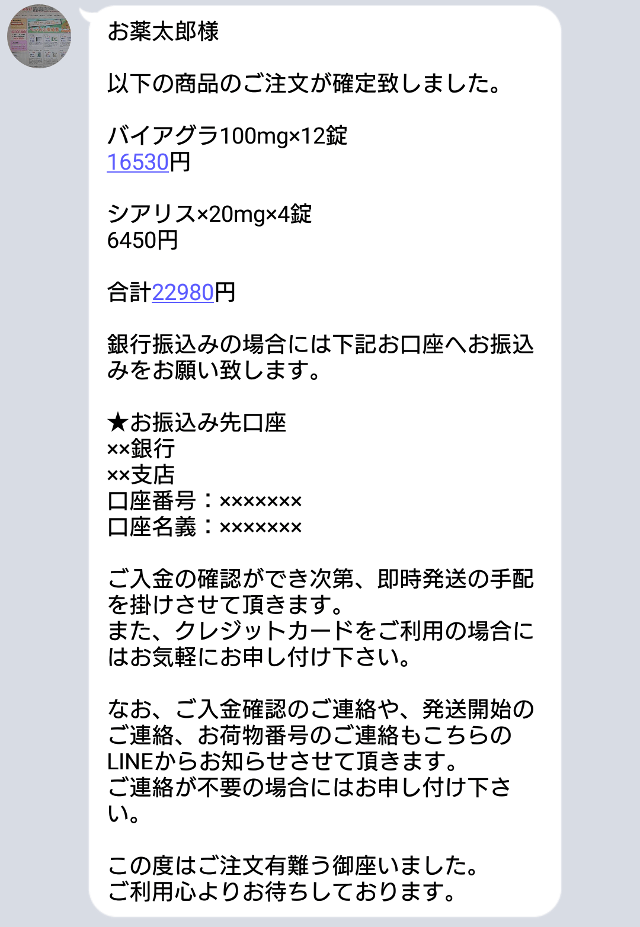 お薬太郎様
以下の商品のご注文が確定致しました。
バイアグラ100mg×12錠
16530円
シアリス×20mg×4錠
6450円
合計22980円
銀行振込みの場合には下記お口座へお振込
みをお願い致します。
★お振込み先口座
××銀行
××支店
口座番号：×××××××
口座名義：×××××××
ご入金の確認ができ次第、即時発送の手配
を掛けさせて頂きます。
また、クレジットカードをご利用の場合に
はお気軽にお申し付け下さい。
なお、ご入金確認のご連絡や、発送開始の
ご連絡、お荷物番号のご連絡もこちらの
LINEからお知らせさせて頂きます。
ご連絡が不要の場合にはお申し付け下さ
い。
この度はご注文有難う御座いました。
ご利用心よりお待ちしております。